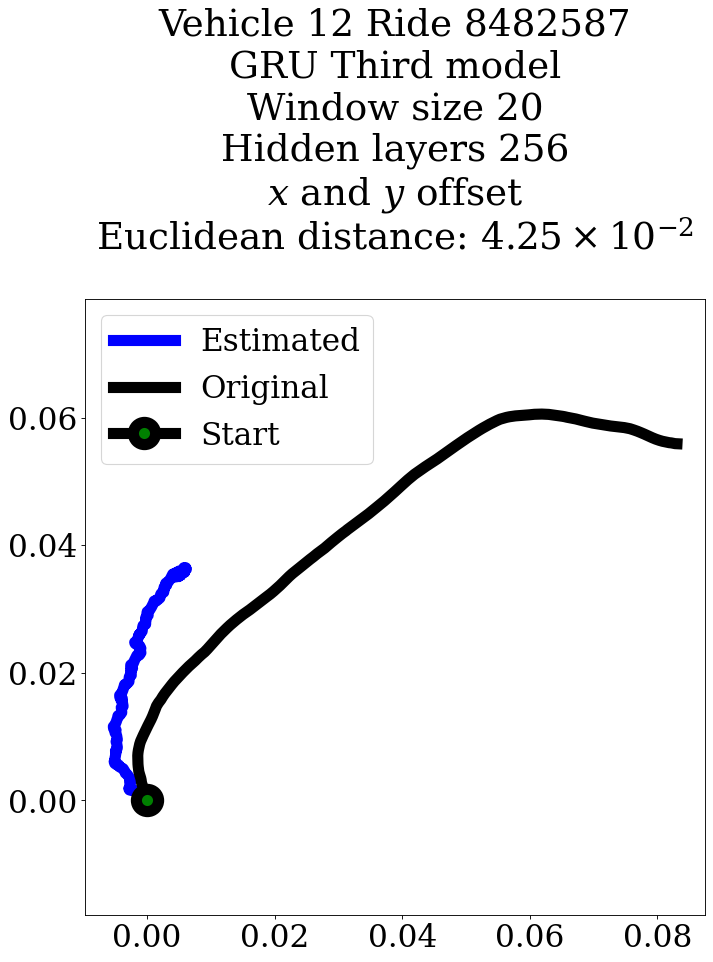 Vehicle 12 Ride 8482587
GRU Third model
Window size 20
Hidden layers 256
x and y offset
Euclidean distance: 4.25 × 10⁻²
Estimated
Original
Start
0.06
0.04
0.02
0.00
0.00 0.02 0.04 0.06 0.08